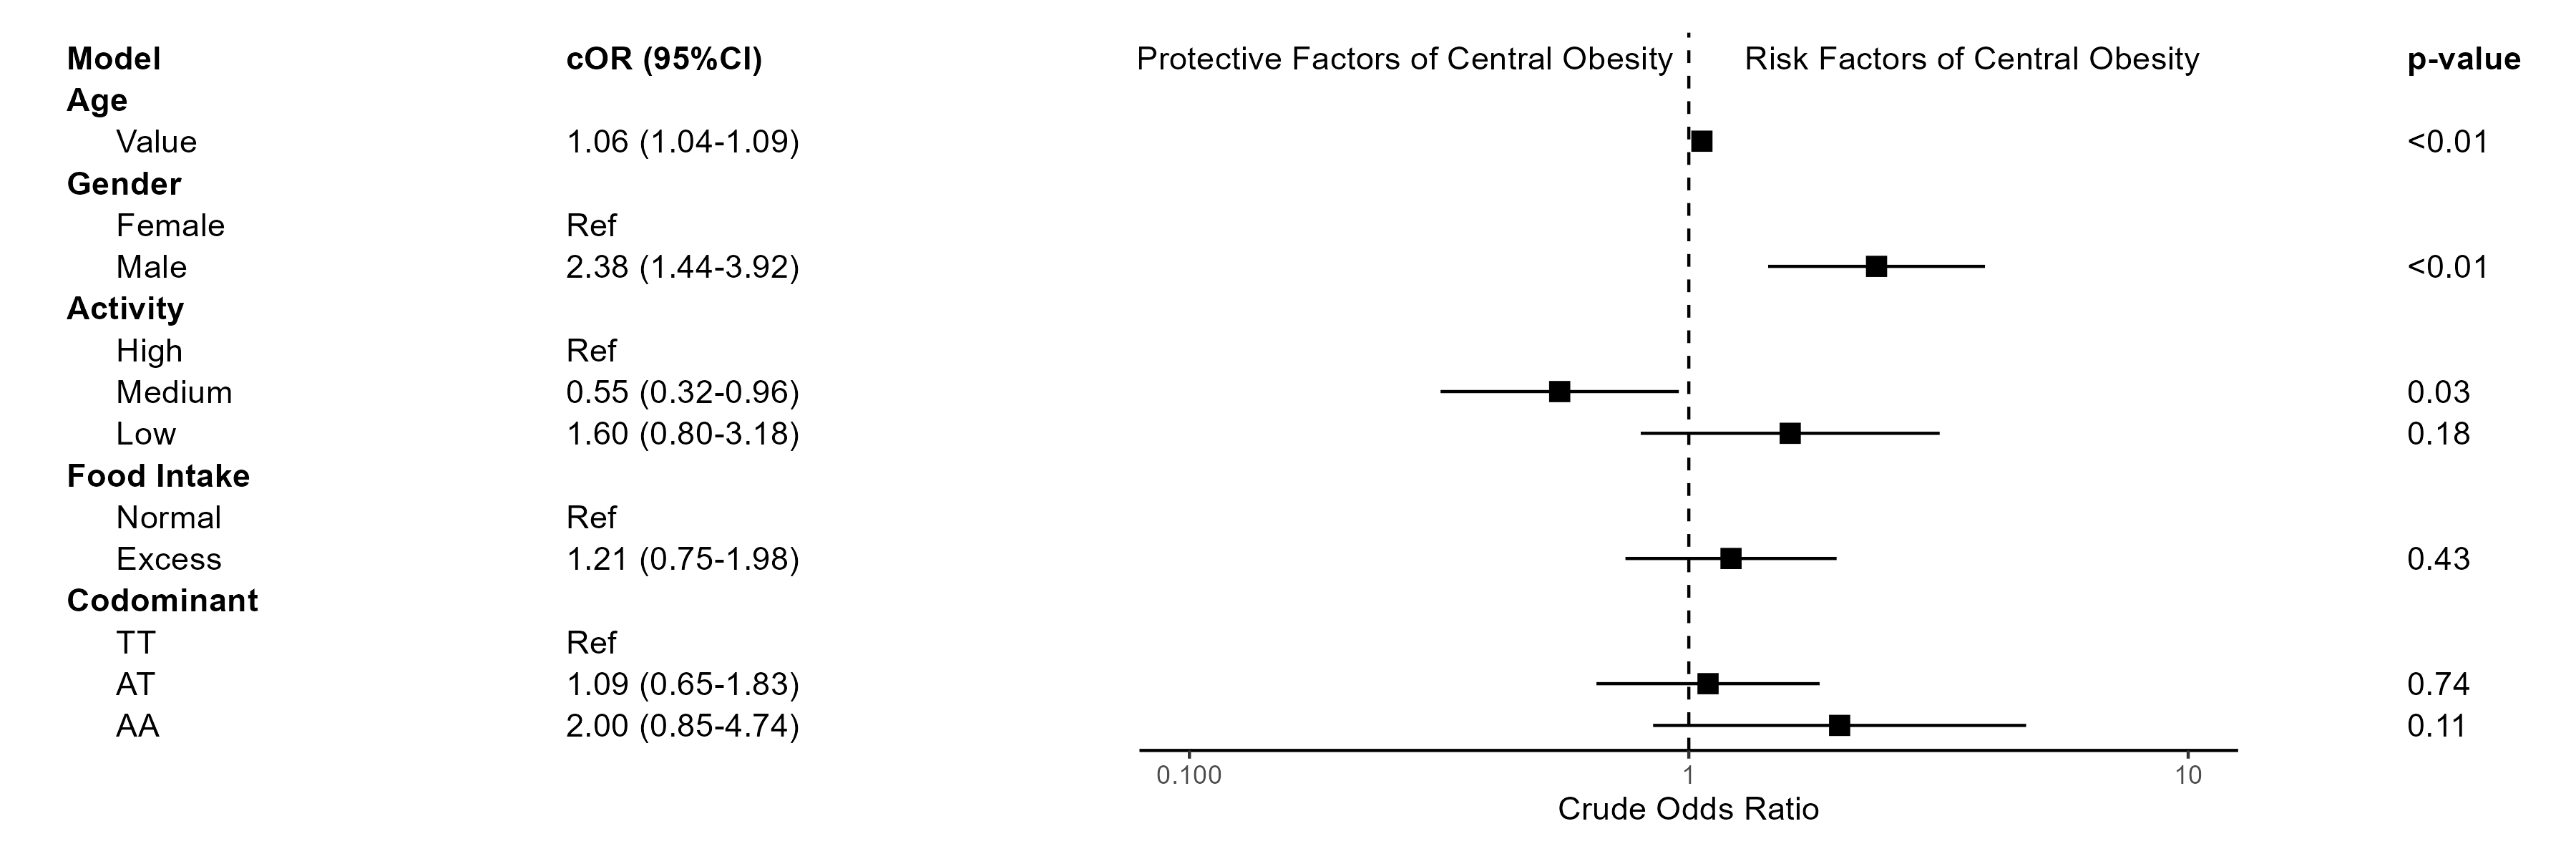 Model cOR (95%CI) Protective Factors of Central Obesity Risk Factors of Central Obesity p-value
Age
Value 1.06 (1.04-1.09) <0.01
Gender
Female Ref
Male 2.38 (1.44-3.92) <0.01
Activity
High Ref
Medium 0.55 (0.32-0.96) 0.03
Low 1.60 (0.80-3.18) 0.18
Food Intake
Normal Ref
Excess 1.21 (0.75-1.98) 0.43
Codominant
TT Ref
AT 1.09 (0.65-1.83) 0.74
AA 2.00 (0.85-4.74) 0.11
0.100 1 10
Crude Odds Ratio